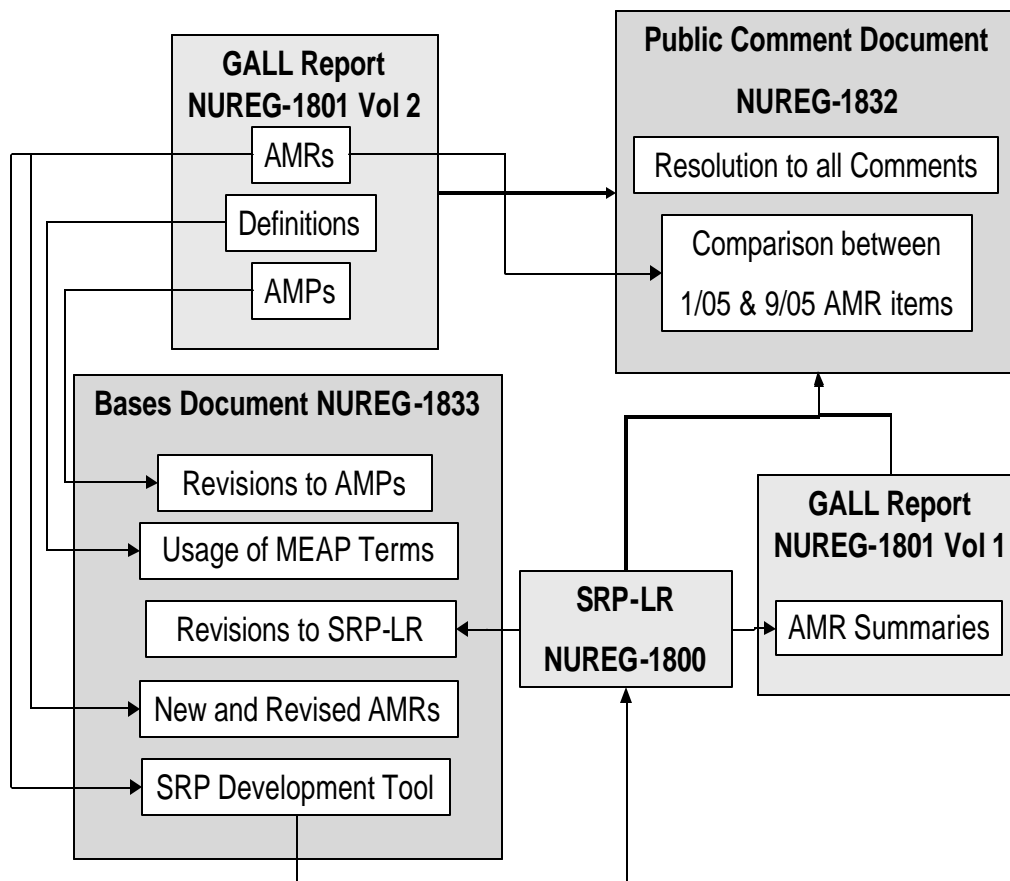 GALL Report
NUREG-1801 Vol 2
AMRs
Definitions
AMPs
Public Comment Document
NUREG-1832
Resolution to all Comments
Comparison between
1/05 & 9/05 AMR items
Bases Document NUREG-1833
Revisions to AMPs
Usage of MEAP Terms
Revisions to SRP-LR
New and Revised AMRs
SRP Development Tool
SRP-LR
NUREG-1800
GALL Report
NUREG-1801 Vol 1
AMR Summaries